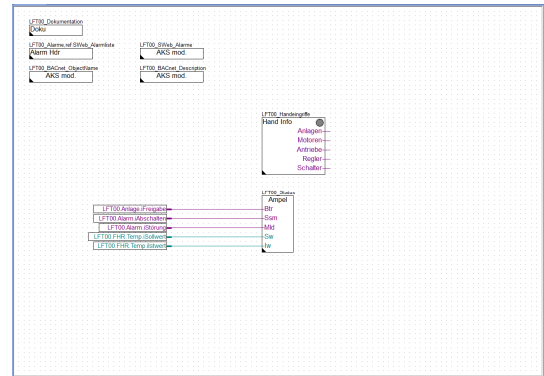 LFT00_Dokumentation
Doku
LFT00_Alarme.ref.SWeb_Alarmliste
Alarm Hdr
LFT00_SWeb_Alarme
AKS mod.
LFT00_BACnet_ObjectName
AKS mod.
LFT00_BACnet_Description
AKS mod.
LFT00_Handeingriffe
Hand Info
Anlagen
Motoren
Antriebe
Regler
Schalter
LFT00_Status
Ampel
LFT00.Anlage.iFreigabe Btr
LFT00.Alarm.iAbschalten Ssm
LFT00.Alarm.iStörung Mld
LFT00.FHR.Temp.iSollwert Sw
LFT00.FHR.Temp.iIstwert Iw